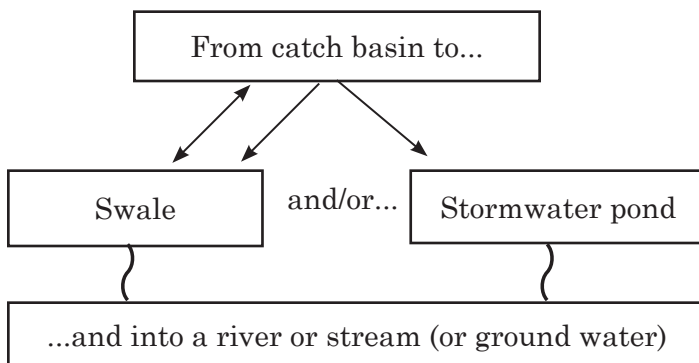 From catch basin to...
Swale
and/or...
Stormwater pond
...and into a river or stream (or ground water)